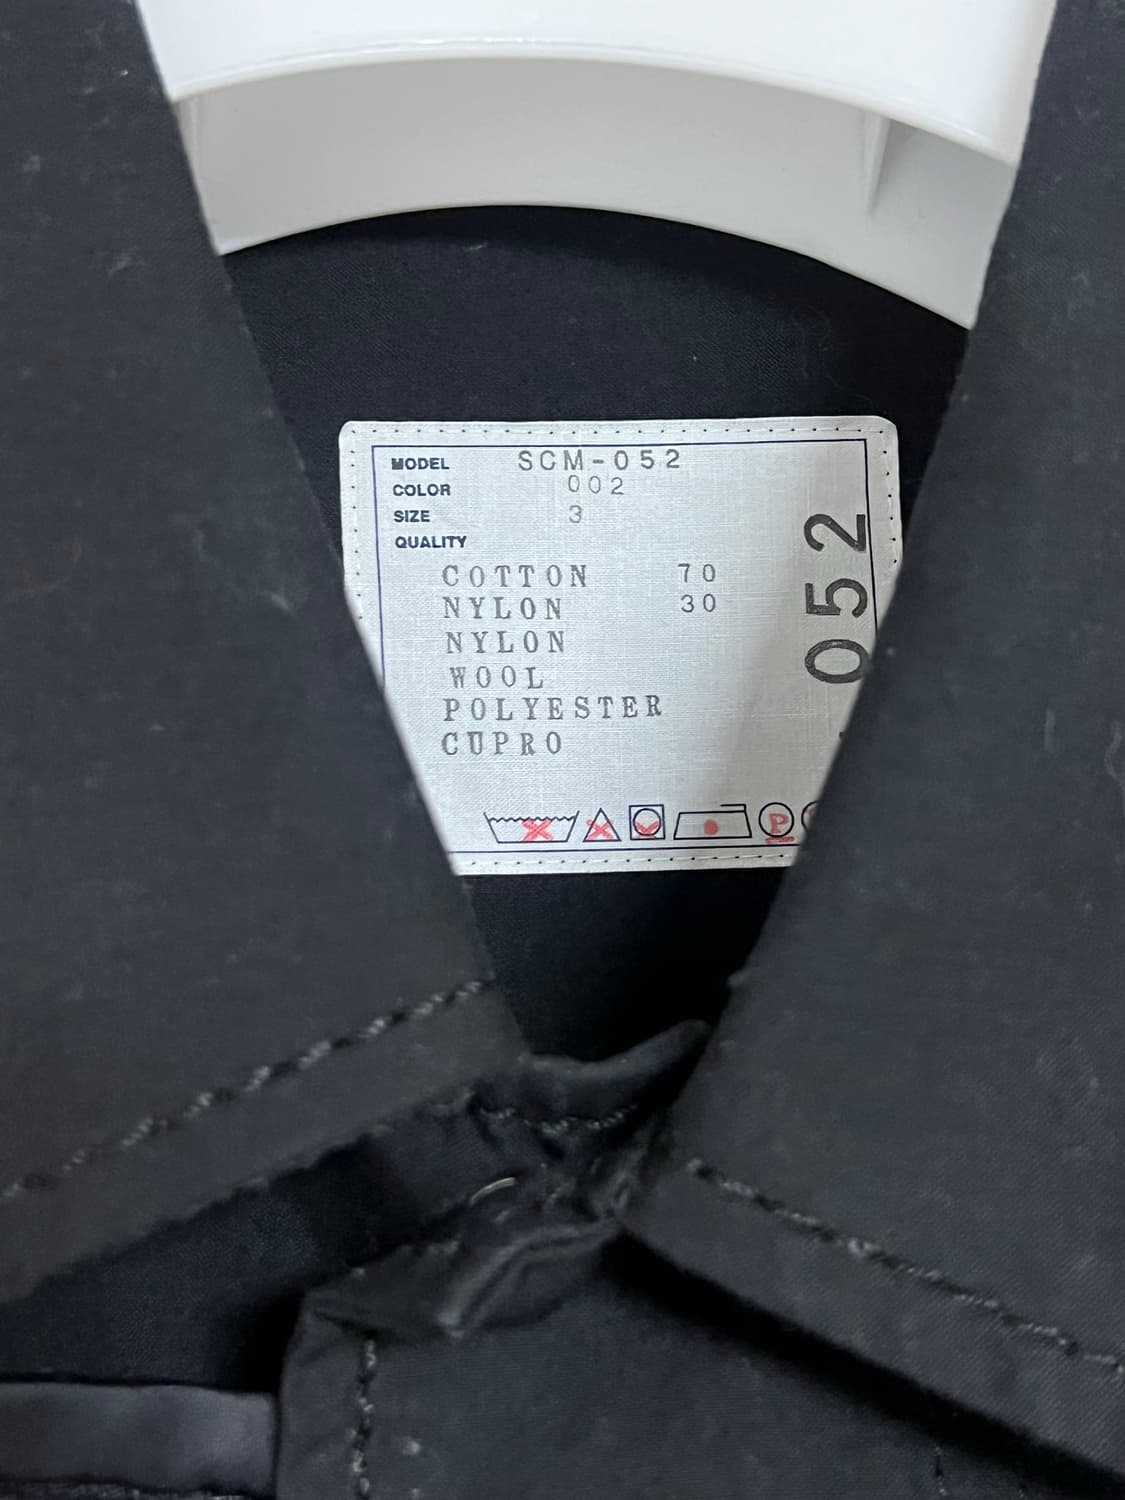 MODEL SCM-052
COLOR 002
SIZE 3
QUALITY
COTTON 70
NYLON 30
NYLON
WOOL
POLYESTER
CUPRO
P
052